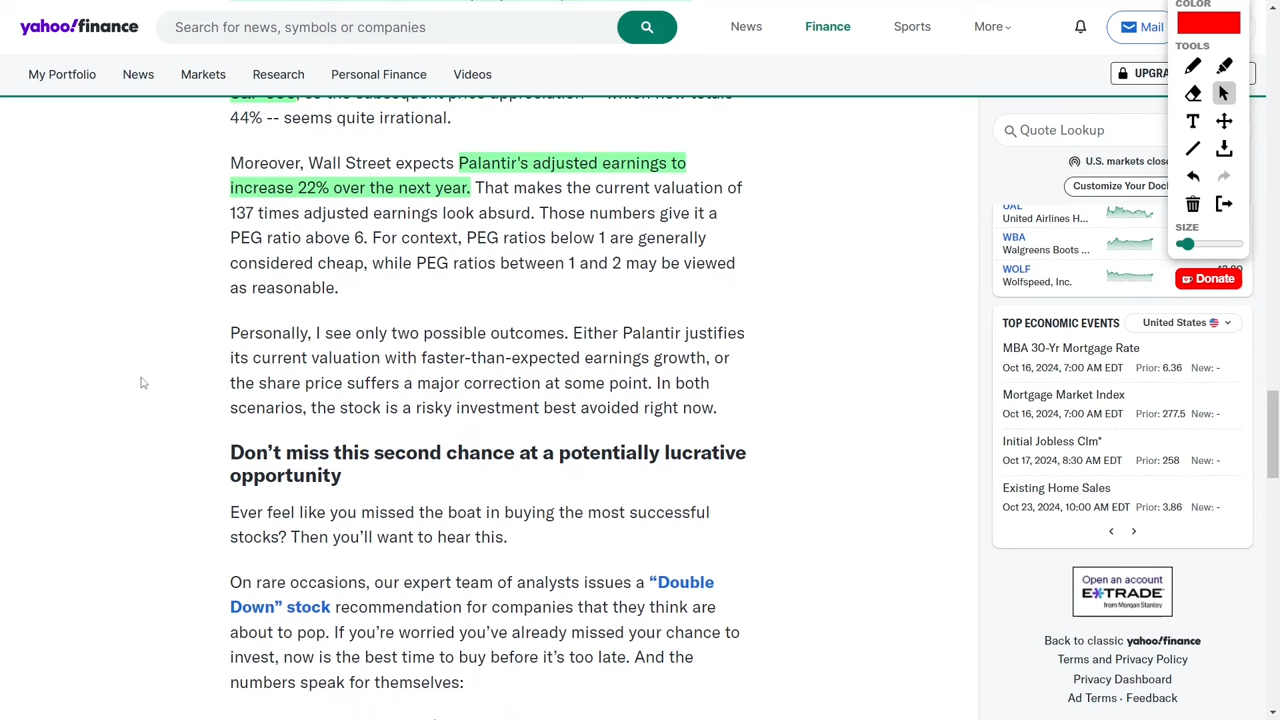 yahoo!finance
Search for news, symbols or companies
News
Finance
Sports
More
Mail
COLOR
TOOLS
SIZE
My Portfolio
News
Markets
Research
Personal Finance
Videos
UPGRA
44% -- seems quite irrational.
Moreover, Wall Street expects Palantir's adjusted earnings to
increase 22% over the next year. That makes the current valuation of
137 times adjusted earnings look absurd. Those numbers give it a
PEG ratio above 6. For context, PEG ratios below 1 are generally
considered cheap, while PEG ratios between 1 and 2 may be viewed
as reasonable.
Personally, I see only two possible outcomes. Either Palantir justifies
its current valuation with faster-than-expected earnings growth, or
the share price suffers a major correction at some point. In both
scenarios, the stock is a risky investment best avoided right now.
Don’t miss this second chance at a potentially lucrative
opportunity
Ever feel like you missed the boat in buying the most successful
stocks? Then you’ll want to hear this.
On rare occasions, our expert team of analysts issues a “Double
Down” stock recommendation for companies that they think are
about to pop. If you’re worried you’ve already missed your chance to
invest, now is the best time to buy before it’s too late. And the
numbers speak for themselves:
Quote Lookup
U.S. markets close
Customize Your Doc
UAL
United Airlines H...
WBA
Walgreens Boots ...
WOLF
Wolfspeed, Inc.
Donate
TOP ECONOMIC EVENTS
United States
MBA 30-Yr Mortgage Rate
Oct 16, 2024, 7:00 AM EDT Prior: 6.36 New: -
Mortgage Market Index
Oct 16, 2024, 7:00 AM EDT Prior: 277.5 New: -
Initial Jobless Clm*
Oct 17, 2024, 8:30 AM EDT Prior: 258 New: -
Existing Home Sales
Oct 23, 2024, 10:00 AM EDT Prior: 3.86 New: -
Open an account
E*TRADE
from Morgan Stanley
Back to classic yahoo!finance
Terms and Privacy Policy
Privacy Dashboard
Ad Terms • Feedback